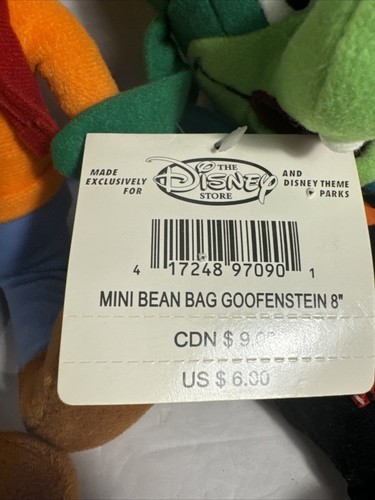 MADE EXCLUSIVELY FOR
THE DISNEY STORE
AND DISNEY THEME PARKS
4 17248 97090 1
MINI BEAN BAG GOOFENSTEIN 8"
CDN $ 9.
US $ 6.00